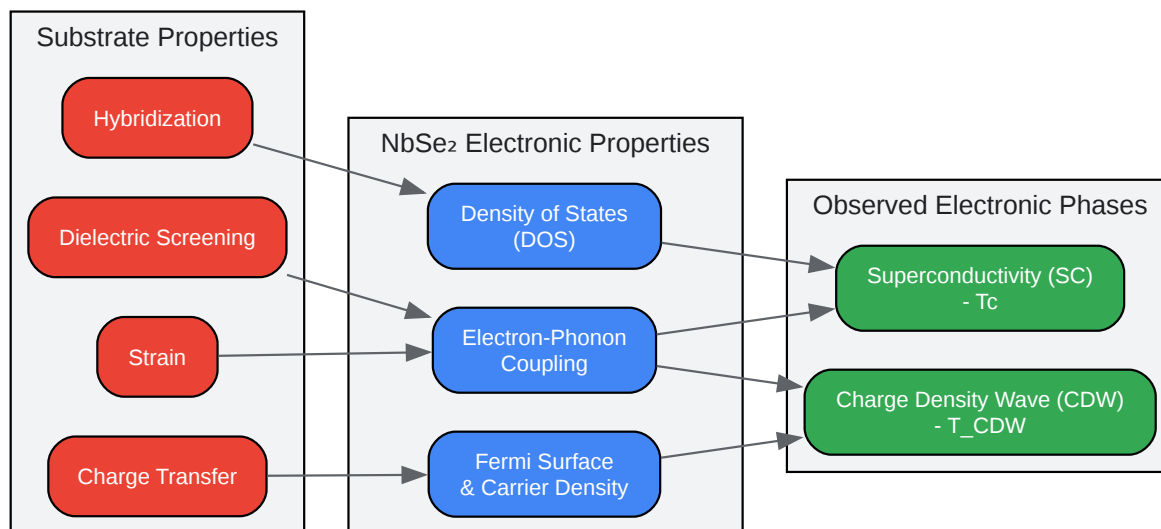 Substrate Properties
Hybridization
Dielectric Screening
Strain
Charge Transfer
NbSe₂ Electronic Properties
Density of States
(DOS)
Electron-Phonon
Coupling
Fermi Surface
& Carrier Density
Observed Electronic Phases
Superconductivity (SC)
- Tc
Charge Density Wave (CDW)
- T_CDW